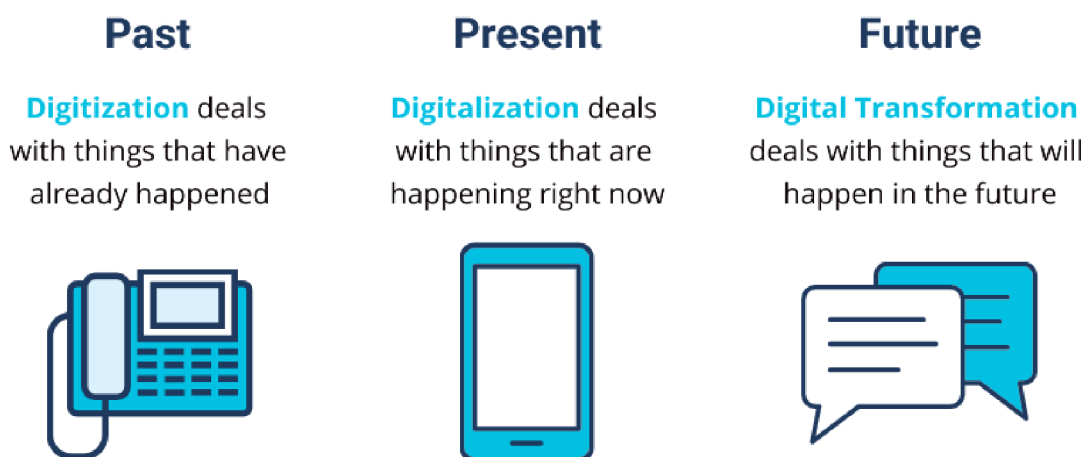 Past
Digitization deals
with things that have
already happened
Present
Digitalization deals
with things that are
happening right now
Future
Digital Transformation
deals with things that will
happen in the future